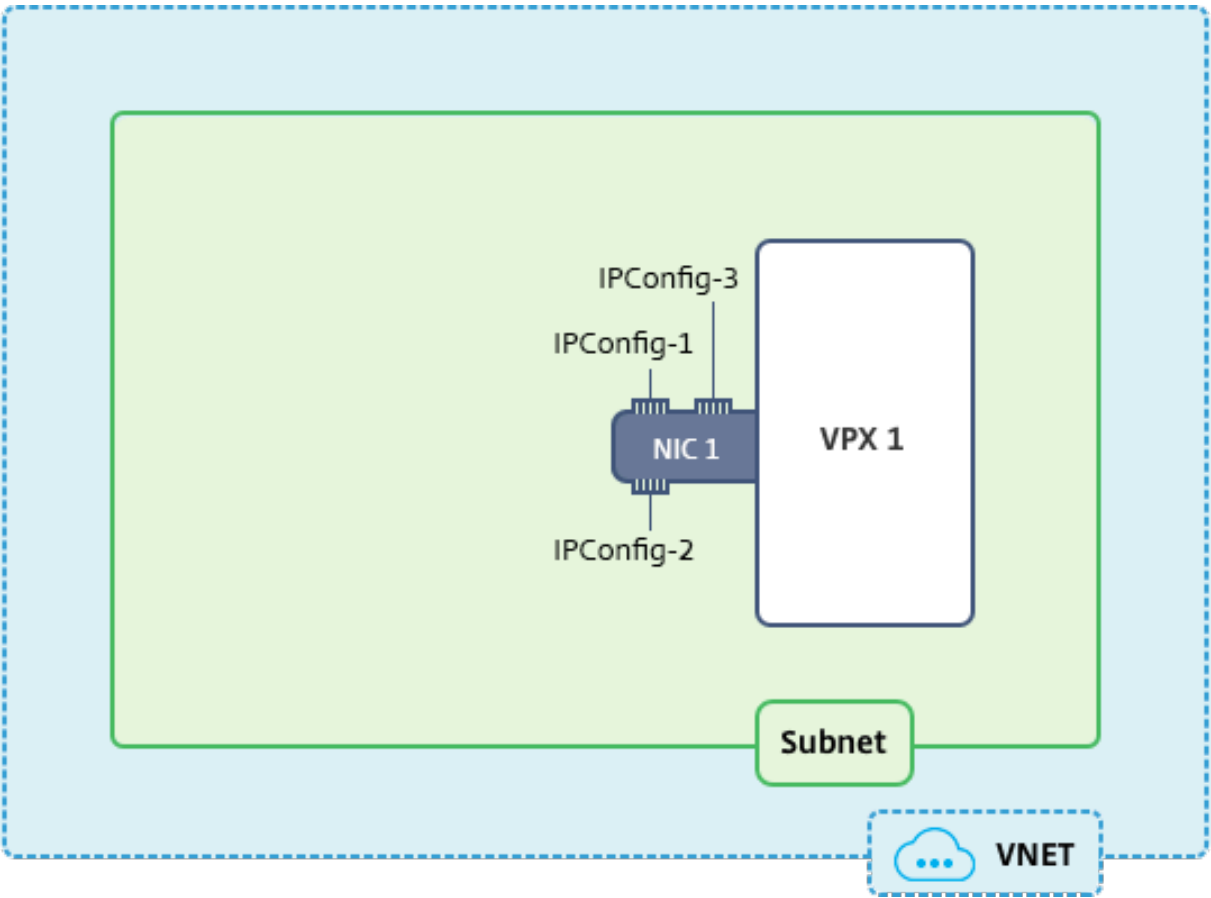 IPConfig-3
IPConfig-1
NIC 1
VPX 1
IPConfig-2
Subnet
VNET